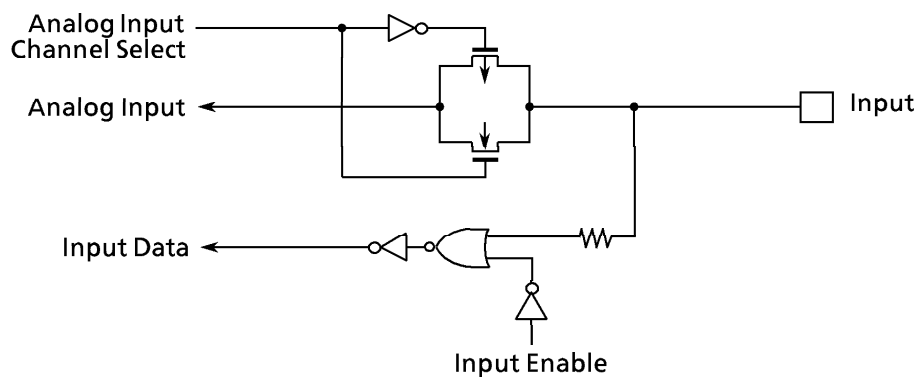 Analog Input
Channel Select
Analog Input
Input
Input Data
Input Enable